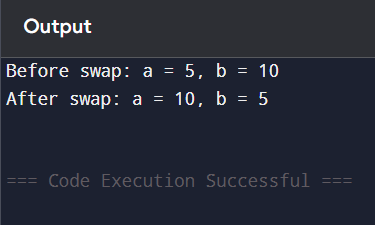 Output
Before swap: a = 5, b = 10
After swap: a = 10, b = 5
=== Code Execution Successful ===